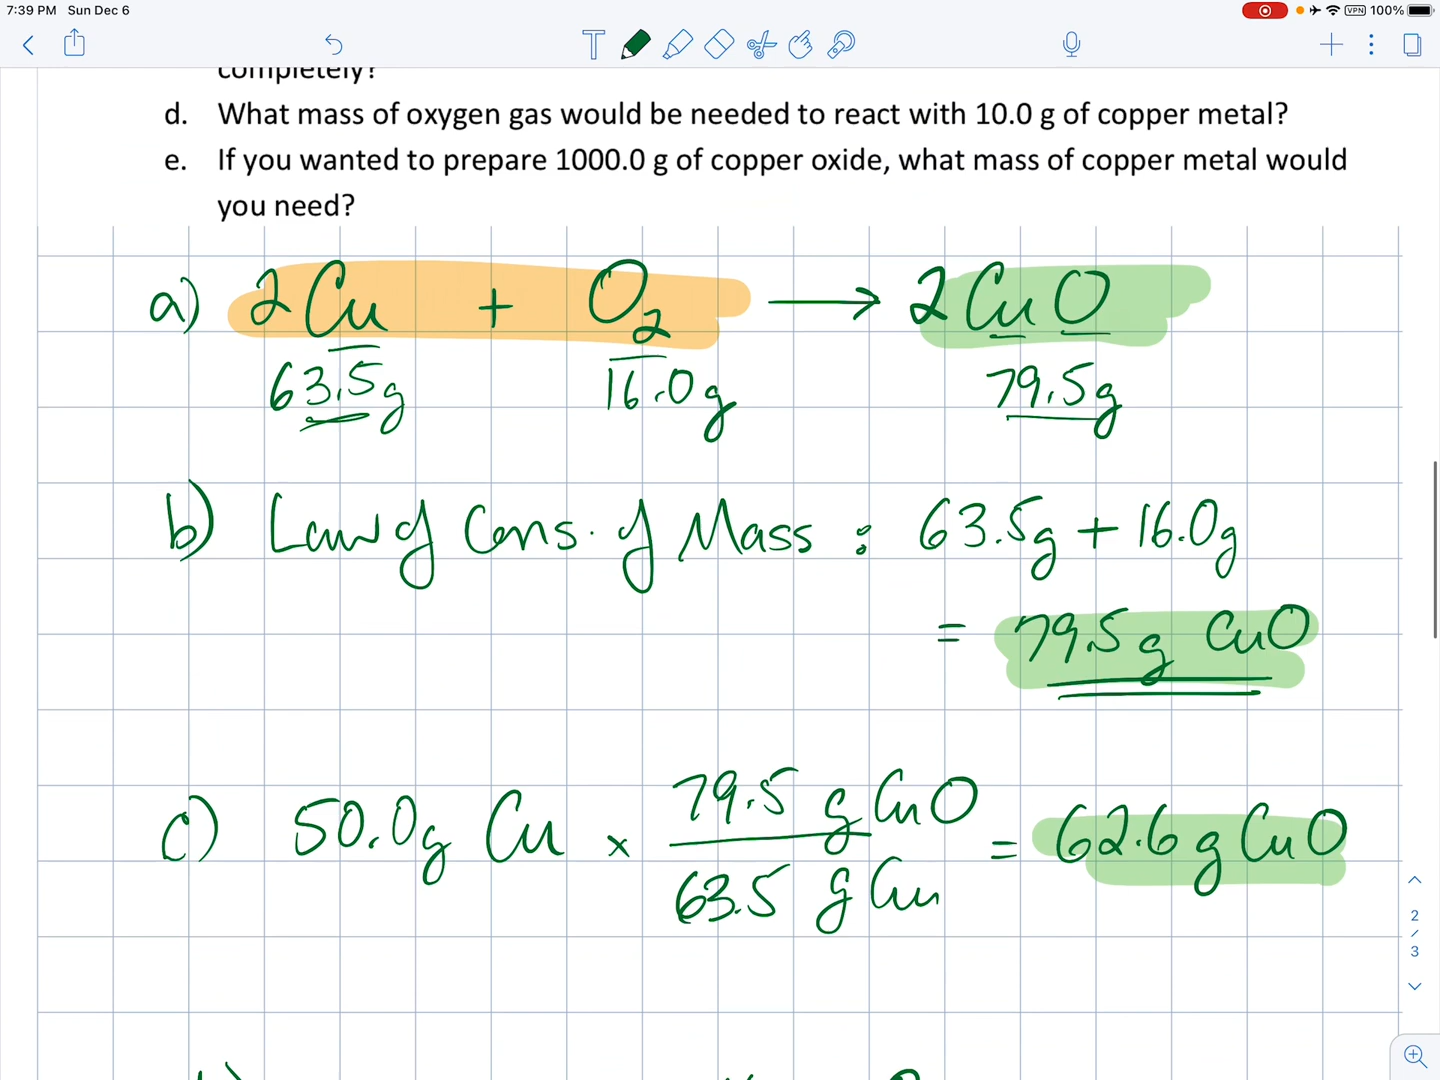 7:39 PM Sun Dec 6
VPN 100%
completely?
d. What mass of oxygen gas would be needed to react with 10.0 g of copper metal?
e. If you wanted to prepare 1000.0 g of copper oxide, what mass of copper metal would
you need?
a) 2Cu + O₂ → 2CuO
63.5g 16.0g 79.5g
b) Law of Cons. of Mass : 63.5g + 16.0g
= 79.5g CuO
c) 50.0g Cu × 79.5 g CuO / 63.5 g Cu = 62.6 g CuO
2
/
3